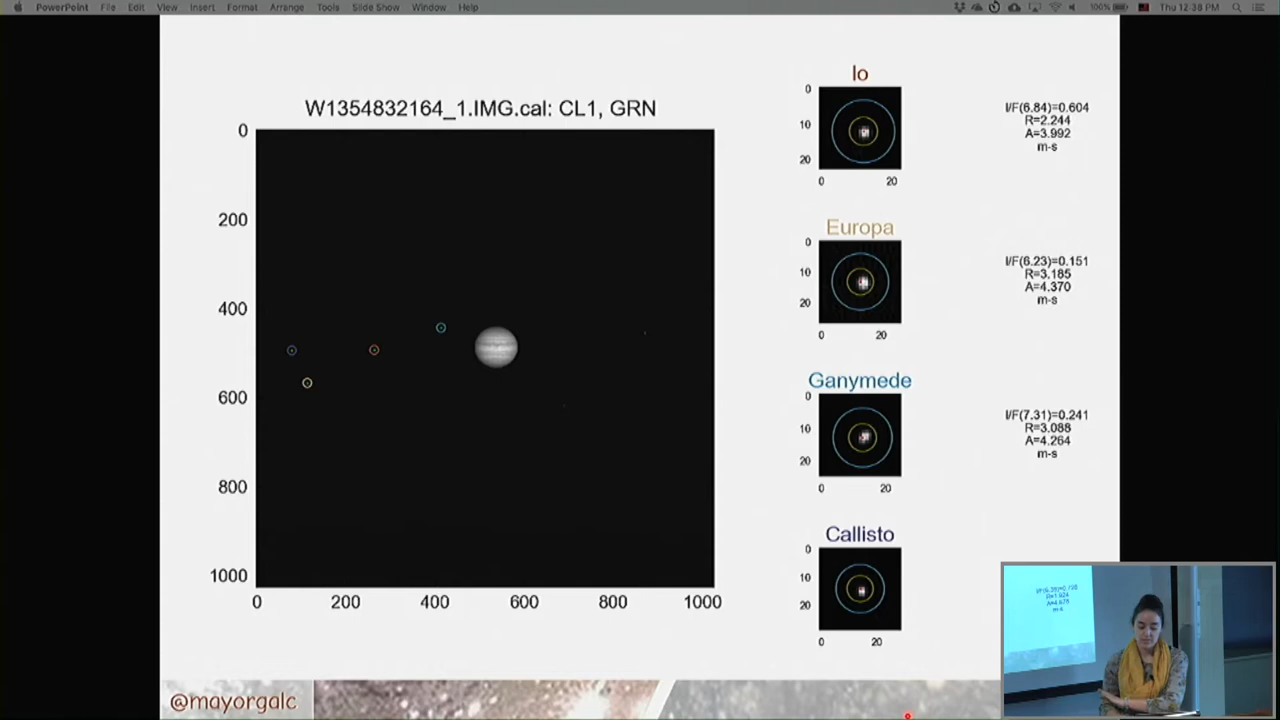 PowerPoint File Edit View Insert Format Arrange Tools Slide Show Window Help 100% Thu 12:38 PM
W1354832164_1.IMG.cal: CL1, GRN
0
200
400
600
800
1000
0 200 400 600 800 1000
Io
0
10
20
0 20
I/F(6.84)=0.604
R=2.244
A=3.992
m-s
Europa
0
10
20
0 20
I/F(6.23)=0.151
R=3.185
A=4.370
m-s
Ganymede
0
10
20
0 20
I/F(7.31)=0.241
R=3.088
A=4.264
m-s
Callisto
0
10
20
0 20
m-s
@mayorgalc